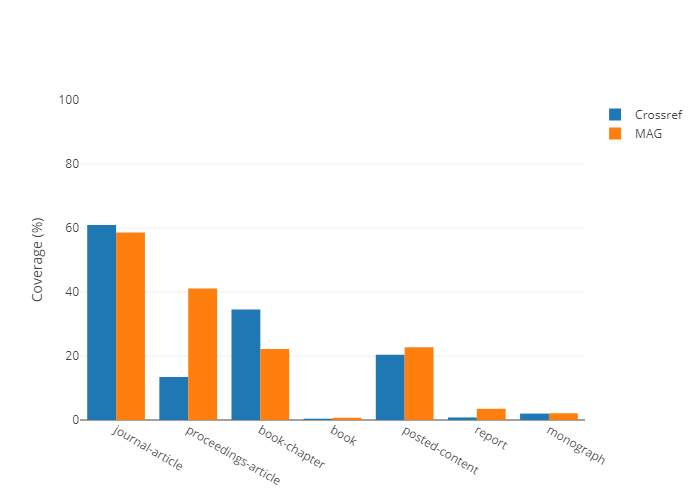 100
80
60
40
20
0
Coverage (%)
journal-article
proceedings-article
book-chapter
book
posted-content
report
monograph
Crossref
MAG